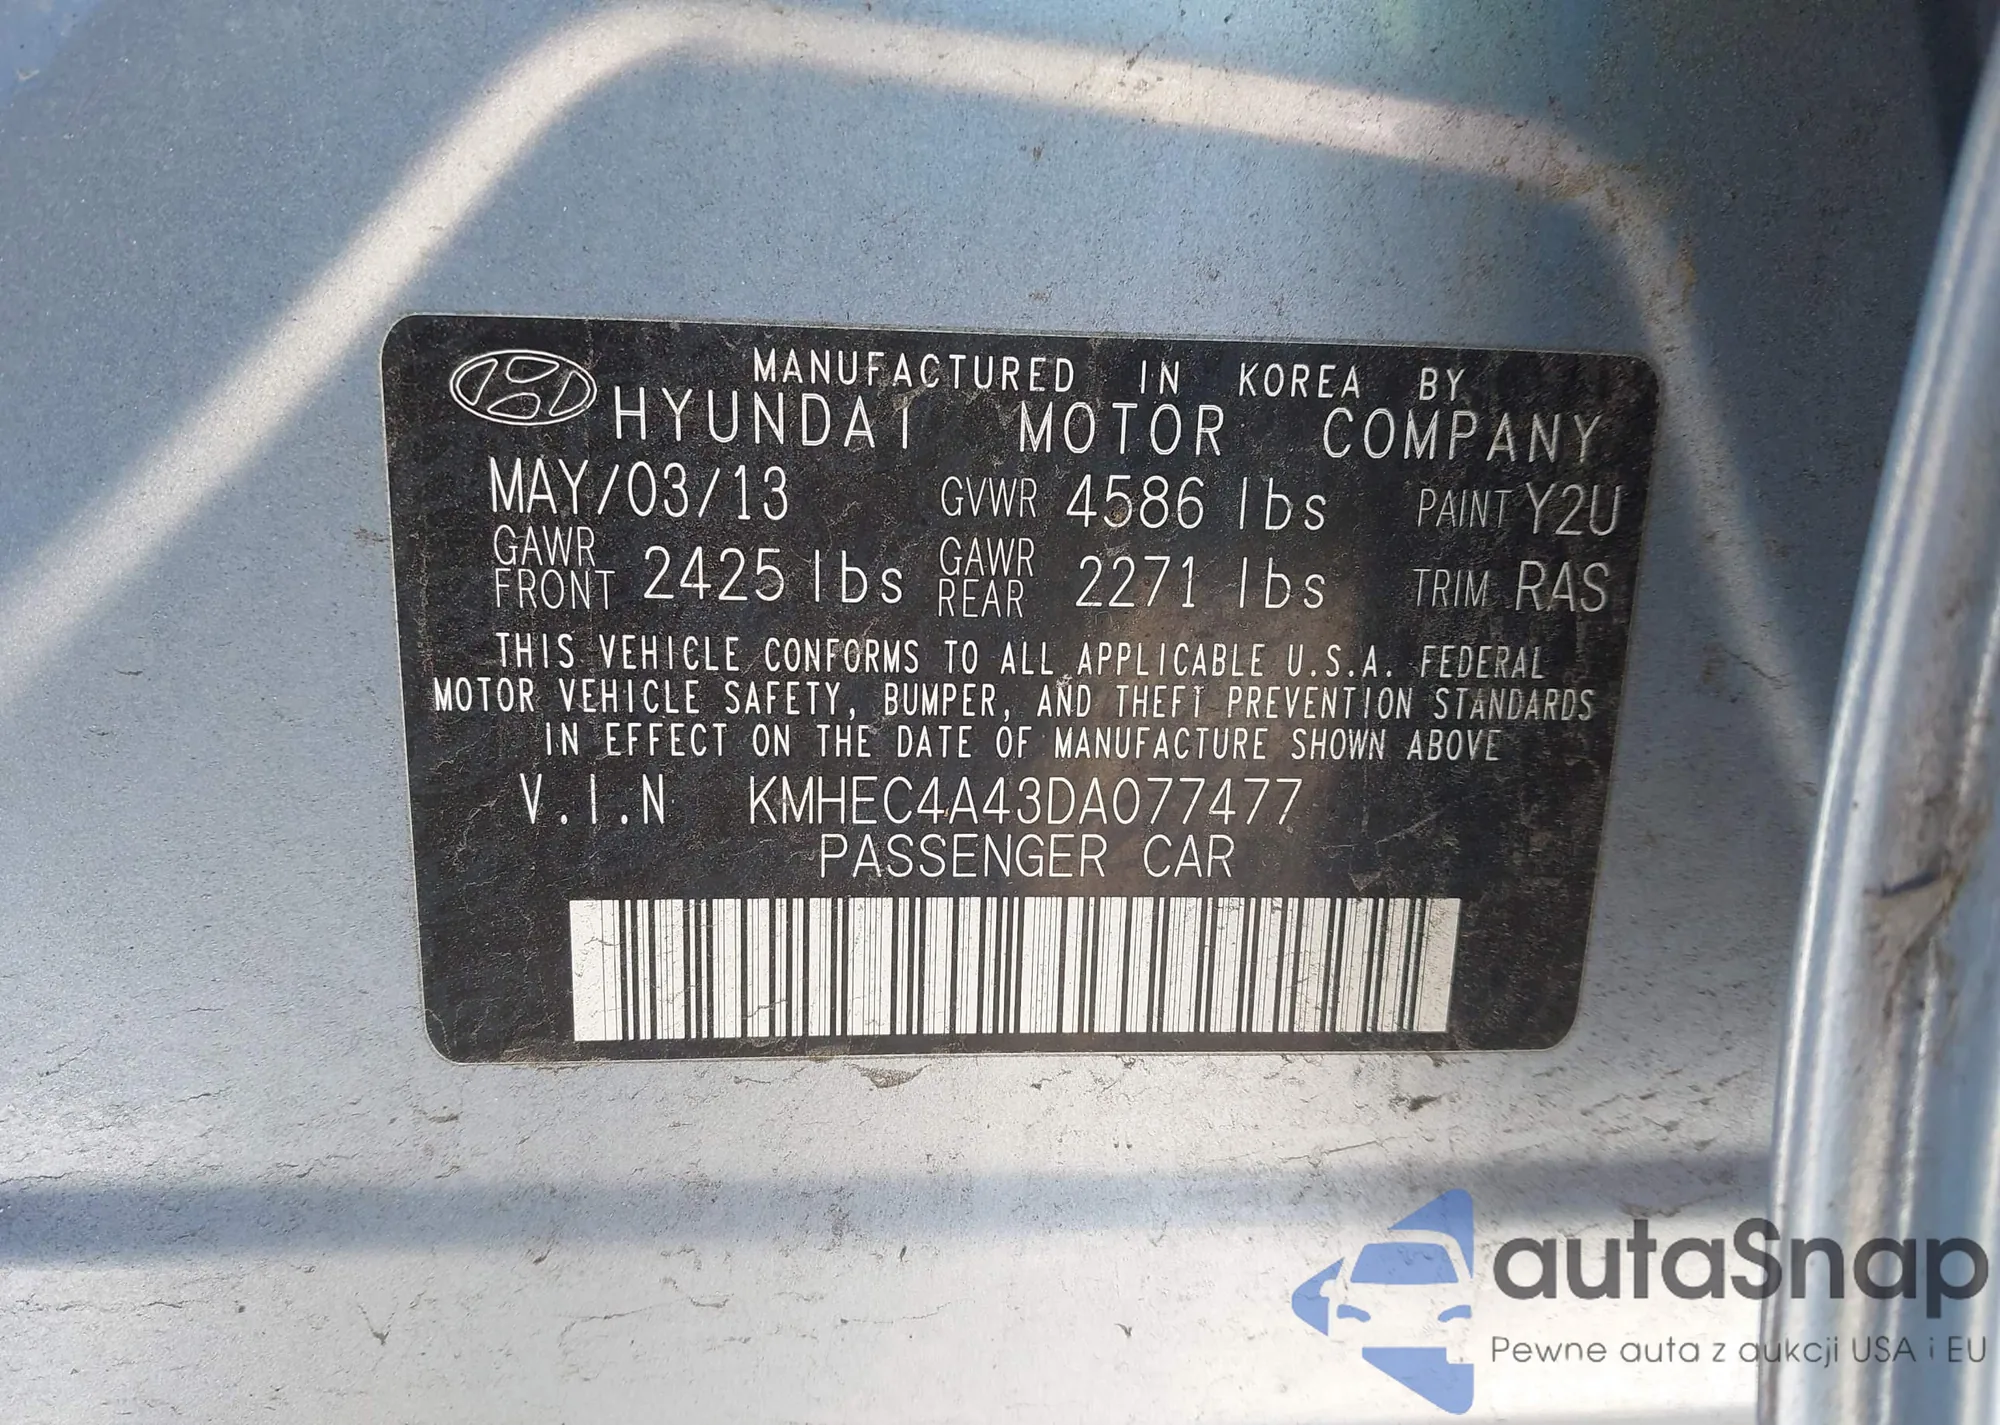 MANUFACTURED IN KOREA BY
HYUNDAI MOTOR COMPANY
MAY/03/13 GVWR 4586 lbs PAINT Y2U
GAWR FRONT 2425 lbs GAWR REAR 2271 lbs TRIM RAS
THIS VEHICLE CONFORMS TO ALL APPLICABLE U.S.A. FEDERAL
MOTOR VEHICLE SAFETY, BUMPER, AND THEFT PREVENTION STANDARDS
IN EFFECT ON THE DATE OF MANUFACTURE SHOWN ABOVE
V.I.N KMHEC4A43DA077477
PASSENGER CAR
autaSnap
Pewne auta z aukcji USA i EU